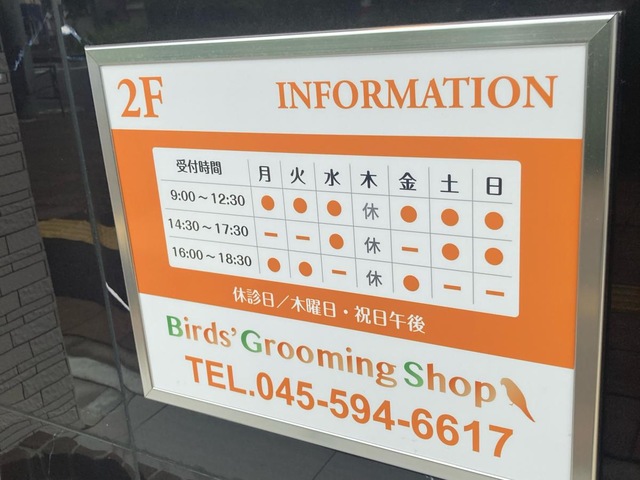 2F INFORMATION
受付時間 月 火 水 木 金 土 日
9:00～12:30 ● ● ● 休 ● ● ●
14:30～17:30 － － ● 休 － ● ●
16:00～18:30 ● ● － 休 ● － －
休診日／木曜日・祝日午後
Birds' Grooming Shop
TEL.045-594-6617